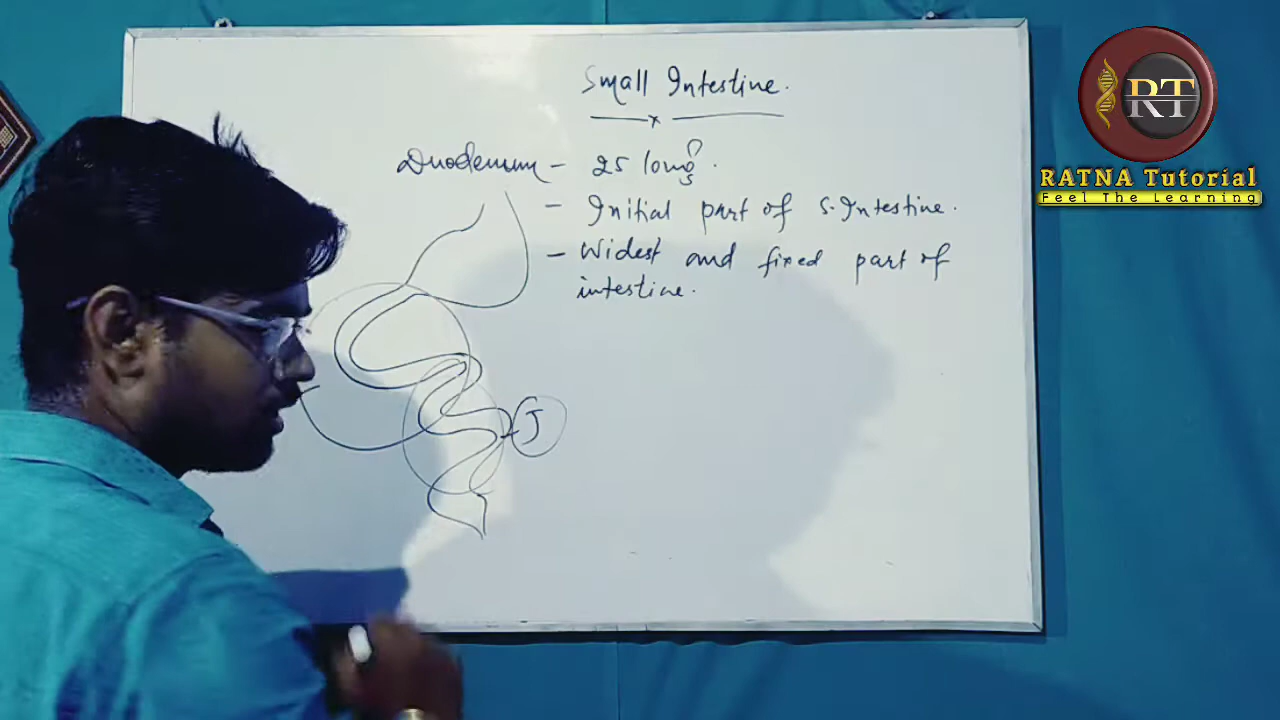 Small Intestine.
x
Duodenum - 25 long.
- Initial part of S. Intestine.
- Widest and fixed part of
intestine.
J
RT
RATNA Tutorial
Feel The Learning